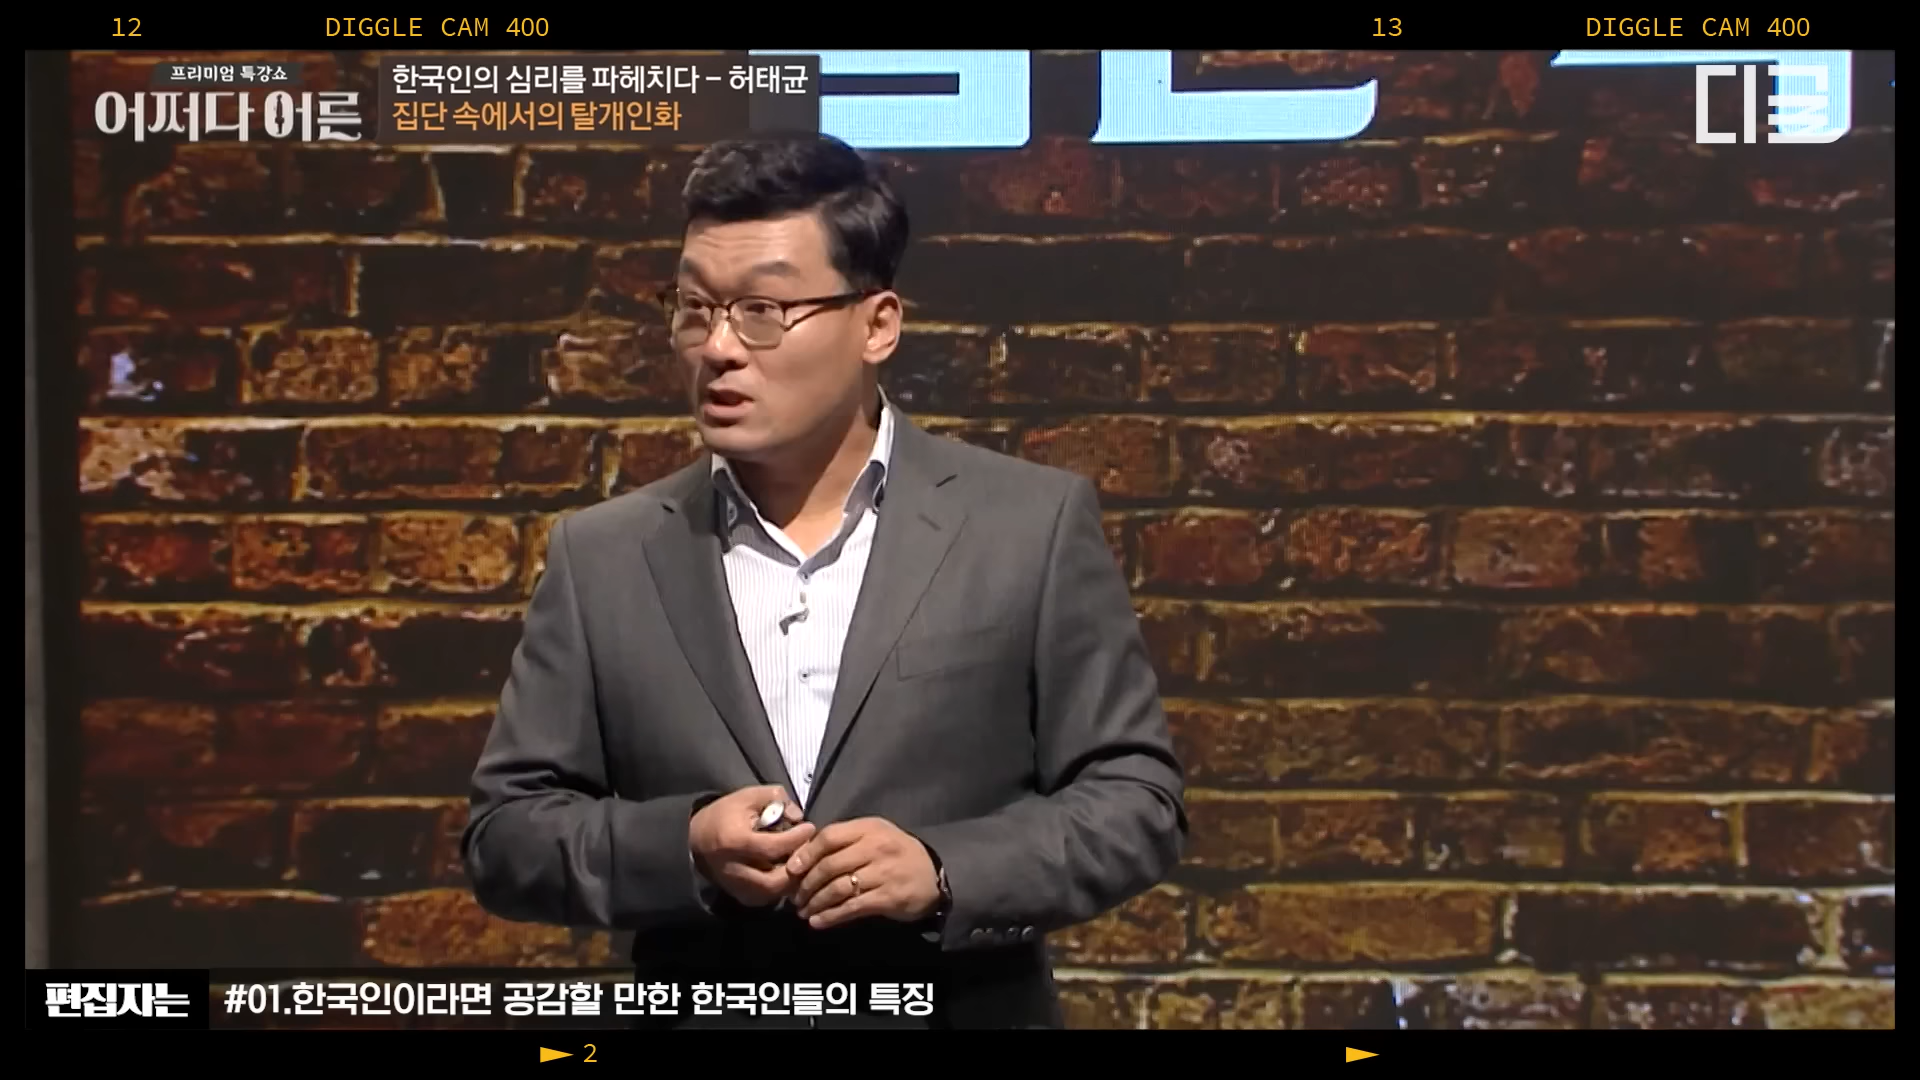 12 DIGGLE CAM 400 13 DIGGLE CAM 400
프리미엄 특강쇼
어쩌다 어른
한국인의 심리를 파헤치다 – 허태균
집단 속에서의 탈개인화
디글
편집자는 #01.한국인이라면 공감할 만한 한국인들의 특징
2